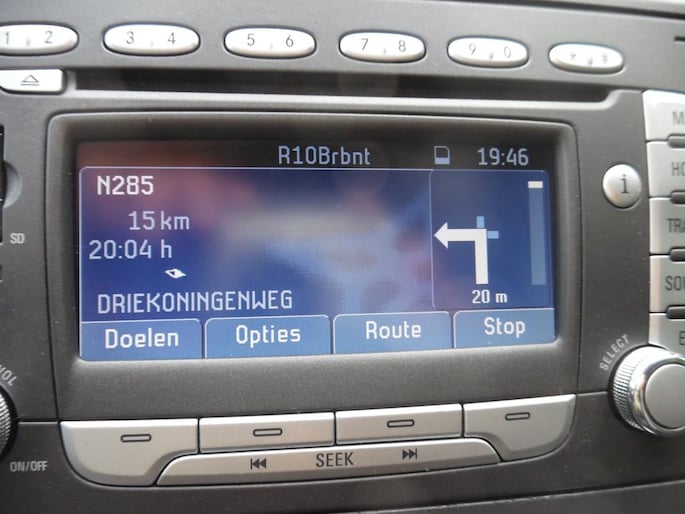 1 2 3 4 5 6 7 8 9 0 * #
R10Brbnt 19:46
N285
15 km
20:04 h
20 m
DRIEKONINGENWEG
Doelen Opties Route Stop
SD
i
SELECT
ON/OFF
SEEK